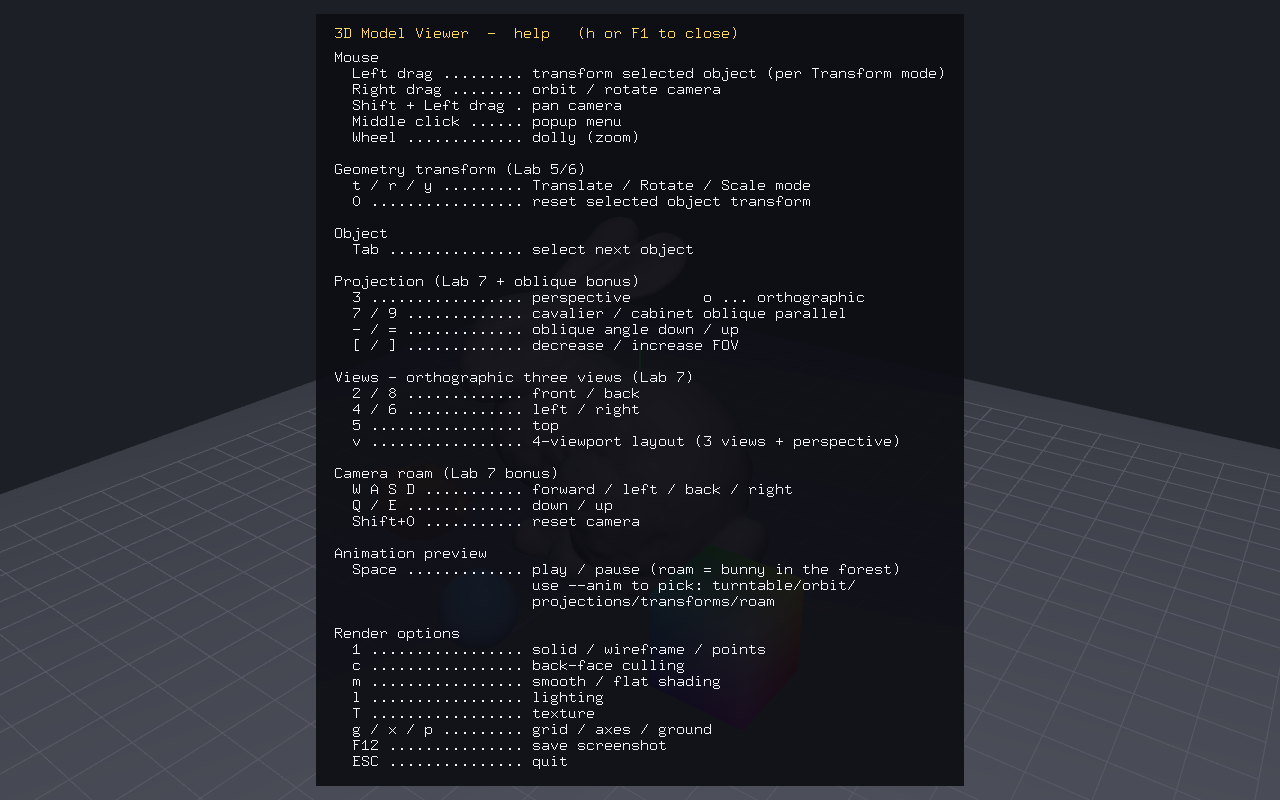 3D Model Viewer  -  help   (h or F1 to close)
Mouse
  Left drag ......... transform selected object (per Transform mode)
  Right drag ........ orbit / rotate camera
  Shift + Left drag . pan camera
  Middle click ...... popup menu
  Wheel ............. dolly (zoom)
Geometry transform (Lab 5/6)
  t / r / y ......... Translate / Rotate / Scale mode
  0 ................. reset selected object transform
Object
  Tab ............... select next object
Projection (Lab 7 + oblique bonus)
  3 ................. perspective        o ... orthographic
  7 / 9 ............. cavalier / cabinet oblique parallel
  - / = ............. oblique angle down / up
  [ / ] ............. decrease / increase FOV
Views - orthographic three views (Lab 7)
  2 / 8 ............. front / back
  4 / 6 ............. left / right
  5 ................. top
  v ................. 4-viewport layout (3 views + perspective)
Camera roam (Lab 7 bonus)
  W A S D ........... forward / left / back / right
  Q / E ............. down / up
  Shift+0 ........... reset camera
Animation preview
  Space ............. play / pause (roam = bunny in the forest)
                      use --anim to pick: turntable/orbit/
                      projections/transforms/roam
Render options
  1 ................. solid / wireframe / points
  c ................. back-face culling
  m ................. smooth / flat shading
  l ................. lighting
  T ................. texture
  g / x / p ......... grid / axes / ground
  F12 ............... save screenshot
  ESC ............... quit